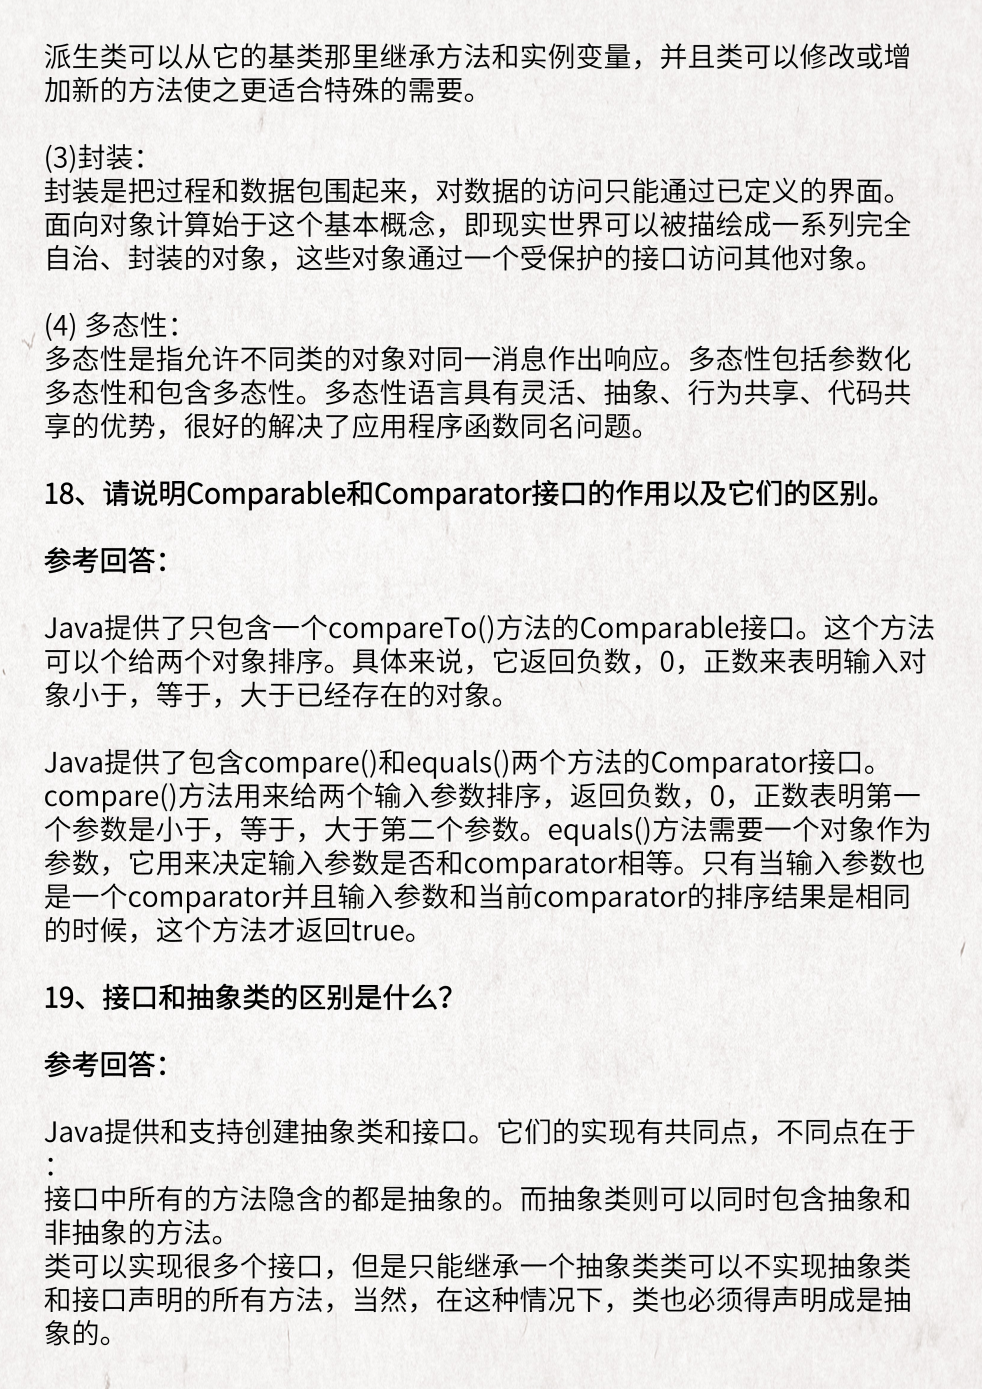 派生类可以从它的基类那里继承方法和实例变量，并且类可以修改或增
加新的方法使之更适合特殊的需要。
(3)封装：
封装是把过程和数据包围起来，对数据的访问只能通过已定义的界面。
面向对象计算始于这个基本概念，即现实世界可以被描绘成一系列完全
自治、封装的对象，这些对象通过一个受保护的接口访问其他对象。
(4) 多态性：
多态性是指允许不同类的对象对同一消息作出响应。多态性包括参数化
多态性和包含多态性。多态性语言具有灵活、抽象、行为共享、代码共
享的优势，很好的解决了应用程序函数同名问题。
18、请说明Comparable和Comparator接口的作用以及它们的区别。
参考回答：
Java提供了只包含一个compareTo()方法的Comparable接口。这个方法
可以个给两个对象排序。具体来说，它返回负数，0，正数来表明输入对
象小于，等于，大于已经存在的对象。
Java提供了包含compare()和equals()两个方法的Comparator接口。
compare()方法用来给两个输入参数排序，返回负数，0，正数表明第一
个参数是小于，等于，大于第二个参数。equals()方法需要一个对象作为
参数，它用来决定输入参数是否和comparator相等。只有当输入参数也
是一个comparator并且输入参数和当前comparator的排序结果是相同
的时候，这个方法才返回true。
19、接口和抽象类的区别是什么？
参考回答：
Java提供和支持创建抽象类和接口。它们的实现有共同点，不同点在于
：
接口中所有的方法隐含的都是抽象的。而抽象类则可以同时包含抽象和
非抽象的方法。
类可以实现很多个接口，但是只能继承一个抽象类类可以不实现抽象类
和接口声明的所有方法，当然，在这种情况下，类也必须得声明成是抽
象的。